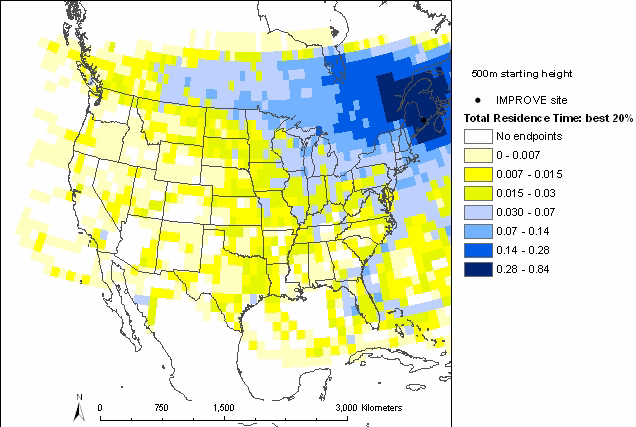 500m starting height
IMPROVE site
Total Residence Time: best 20%
No endpoints
0 - 0.007
0.007 - 0.015
0.015 - 0.03
0.030 - 0.07
0.07 - 0.14
0.14 - 0.28
0.28 - 0.84
N
0 750 1,500 3,000 Kilometers